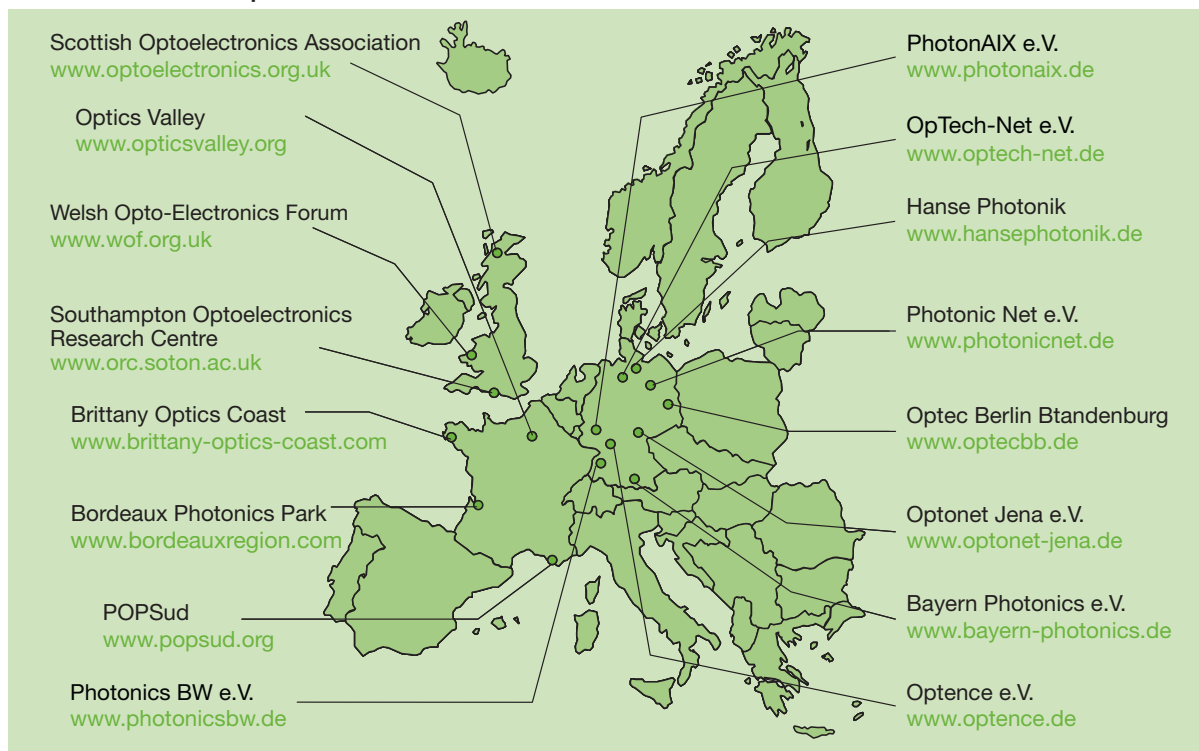 Scottish Optoelectronics Association
www.optoelectronics.org.uk
Optics Valley
www.opticsvalley.org
Welsh Opto-Electronics Forum
www.wof.org.uk
Southampton Optoelectronics
Research Centre
www.orc.soton.ac.uk
Brittany Optics Coast
www.brittany-optics-coast.com
Bordeaux Photonics Park
www.bordeauxregion.com
POPSud
www.popsud.org
Photonics BW e.V.
www.photonicsbw.de
PhotonAIX e.V.
www.photonaix.de
OpTech-Net e.V.
www.optech-net.de
Hanse Photonik
www.hansephotonik.de
Photonic Net e.V.
www.photonicnet.de
Optec Berlin Btandenburg
www.optecbb.de
Optonet Jena e.V.
www.optonet-jena.de
Bayern Photonics e.V.
www.bayern-photonics.de
Optence e.V.
www.optence.de